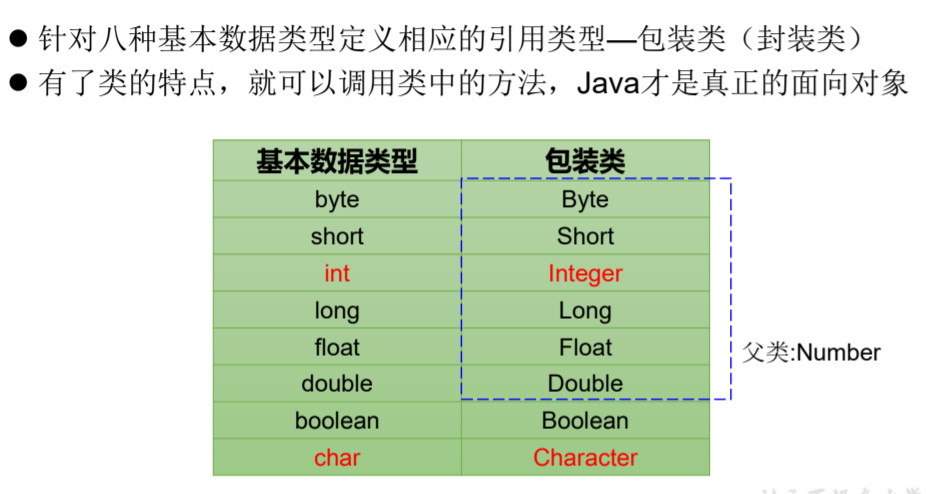 ● 针对八种基本数据类型定义相应的引用类型—包装类（封装类）
● 有了类的特点，就可以调用类中的方法，Java才是真正的面向对象
基本数据类型 包装类
byte Byte
short Short
int Integer
long Long
float Float
父类:Number
double Double
boolean Boolean
char Character